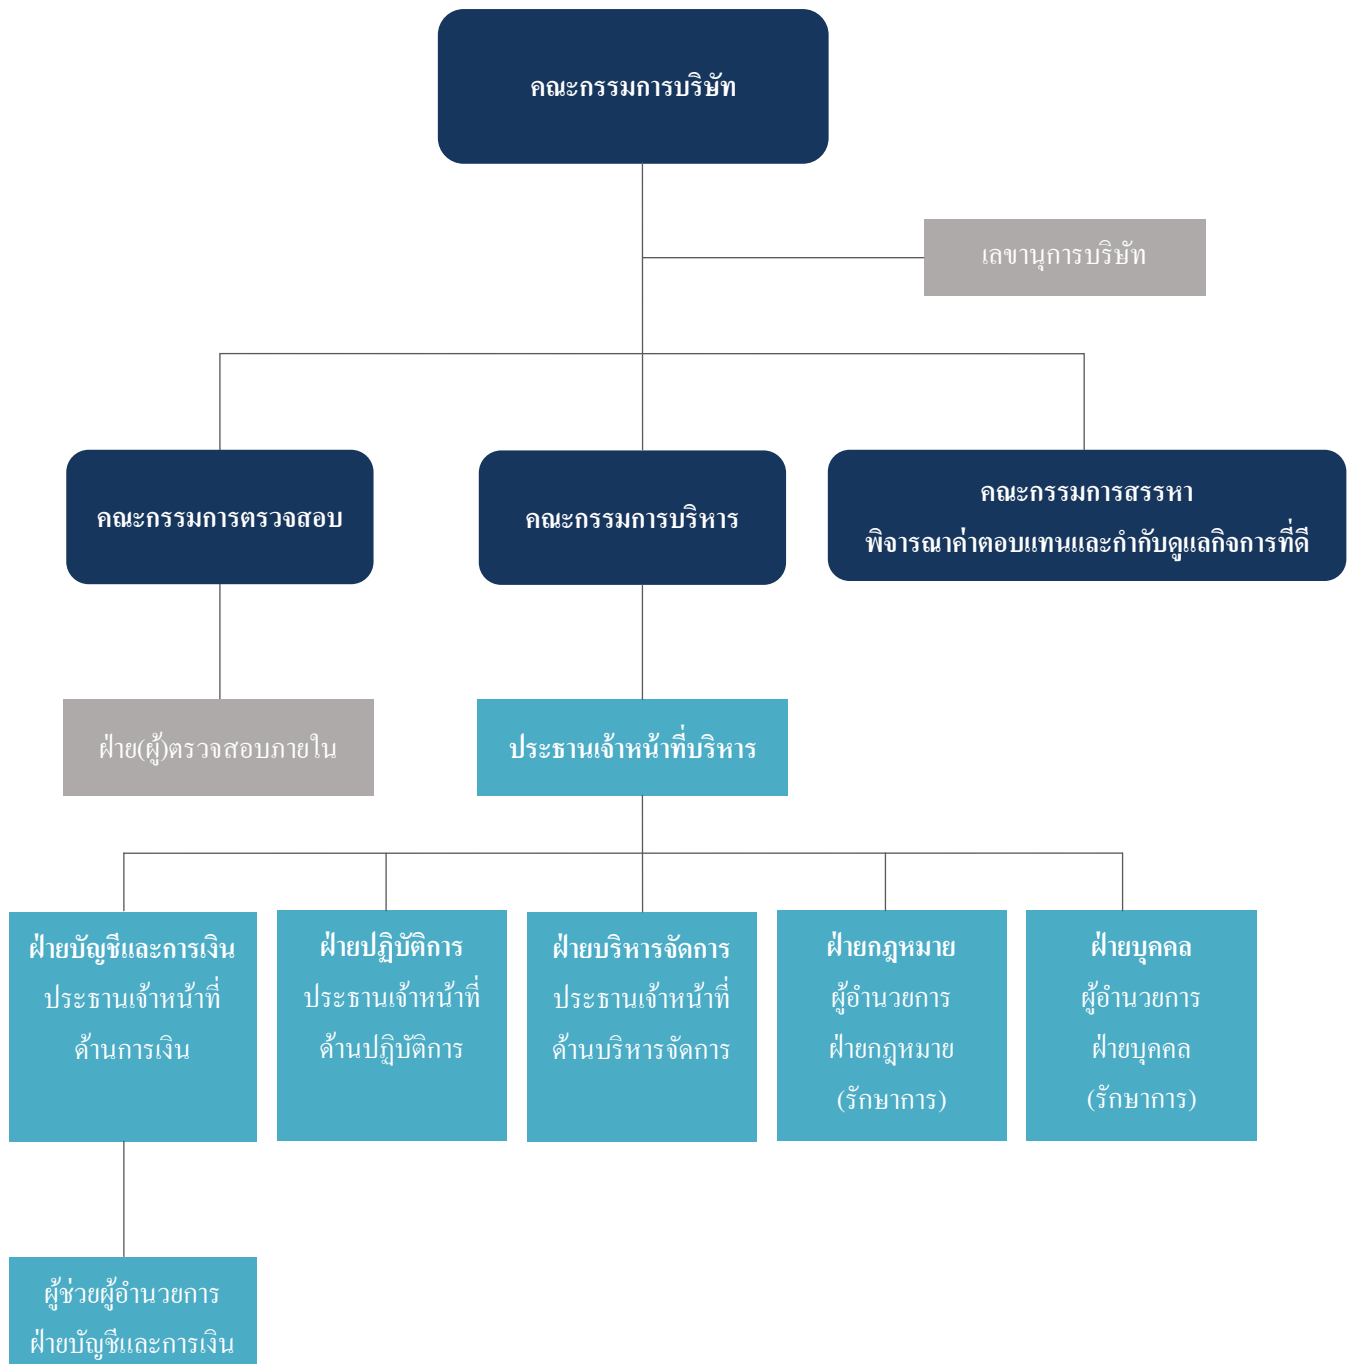 คณะกรรมการบริษัท
เลขานุการบริษัท
คณะกรรมการตรวจสอบ
คณะกรรมการบริหาร
คณะกรรมการสรรหา
พิจารณาค่าตอบแทนและกำกับดูแลกิจการที่ดี
ฝ่าย(ผู้)ตรวจสอบภายใน
ประธานเจ้าหน้าที่บริหาร
ฝ่ายบัญชีและการเงิน
ประธานเจ้าหน้าที่
ด้านการเงิน
ฝ่ายปฏิบัติการ
ประธานเจ้าหน้าที่
ด้านปฏิบัติการ
ฝ่ายบริหารจัดการ
ประธานเจ้าหน้าที่
ด้านบริหารจัดการ
ฝ่ายกฎหมาย
ผู้อำนวยการ
ฝ่ายกฎหมาย
(รักษาการ)
ฝ่ายบุคคล
ผู้อำนวยการ
ฝ่ายบุคคล
(รักษาการ)
ผู้ช่วยผู้อำนวยการ
ฝ่ายบัญชีและการเงิน